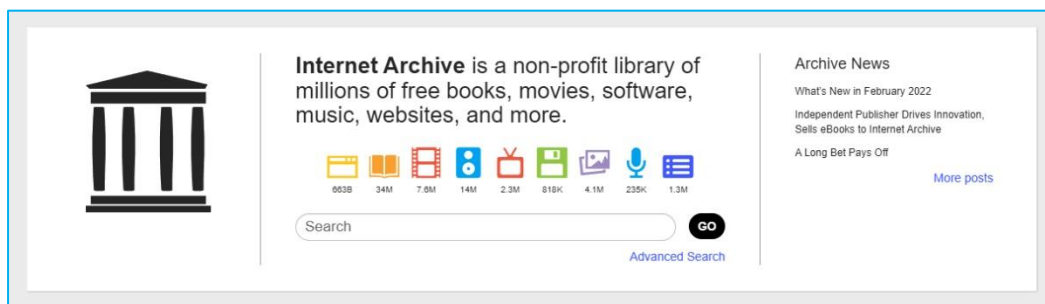 Internet Archive is a non-profit library of
millions of free books, movies, software,
music, websites, and more.
663B 34M 7.6M 14M 2.3M 818K 4.1M 235K 1.3M
Search GO
Advanced Search
Archive News
What's New in February 2022
Independent Publisher Drives Innovation,
Sells eBooks to Internet Archive
A Long Bet Pays Off
More posts